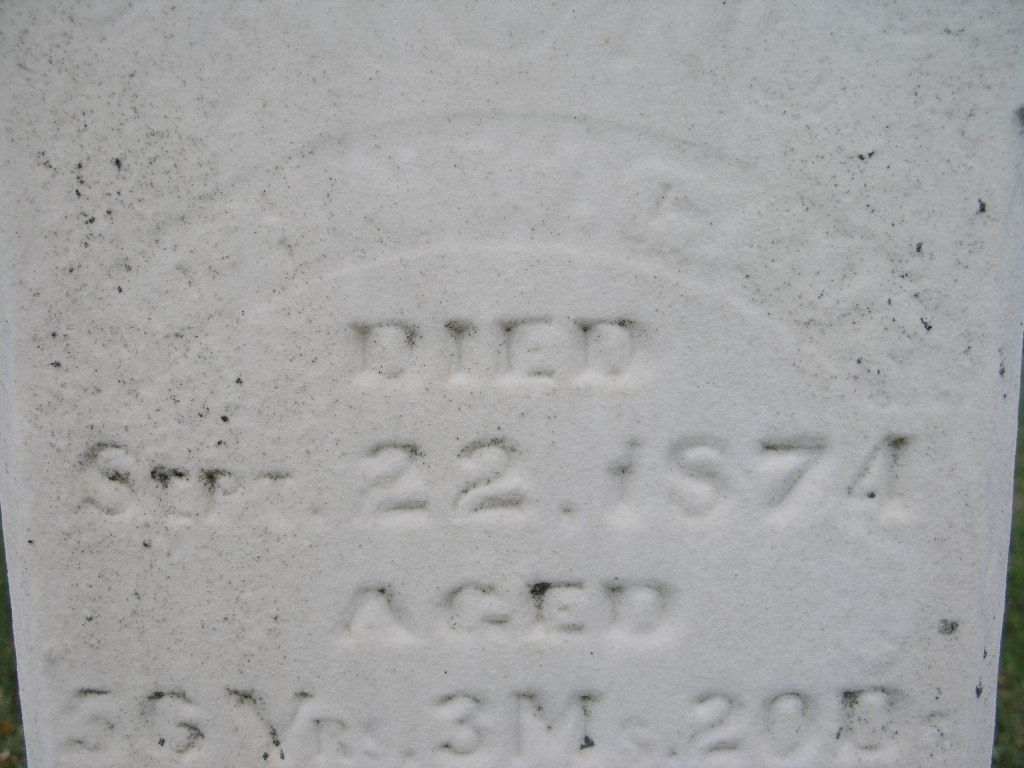 DIED
SEPT. 22. 1874
AGED
56 YRS. 3 MS. 20 DS